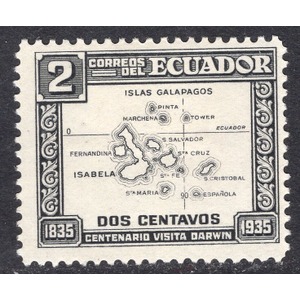 2 CORREOS DEL ECUADOR
ISLAS GALAPAGOS
PINTA
MARCHENA TOWER
0 ECUADOR
S. SALVADOR
FERNANDINA STA CRUZ
ISABELA STA FE S. CRISTOBAL
STA MARIA 90 ESPAÑOLA
DOS CENTAVOS
1835 CENTENARIO VISITA DARWIN 1935